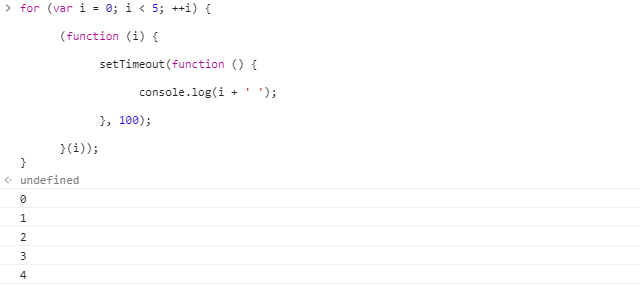 > for (var i = 0; i < 5; ++i) {
(function (i) {
setTimeout(function () {
console.log(i + ' ');
}, 100);
}(i));
}
undefined
0
1
2
3
4